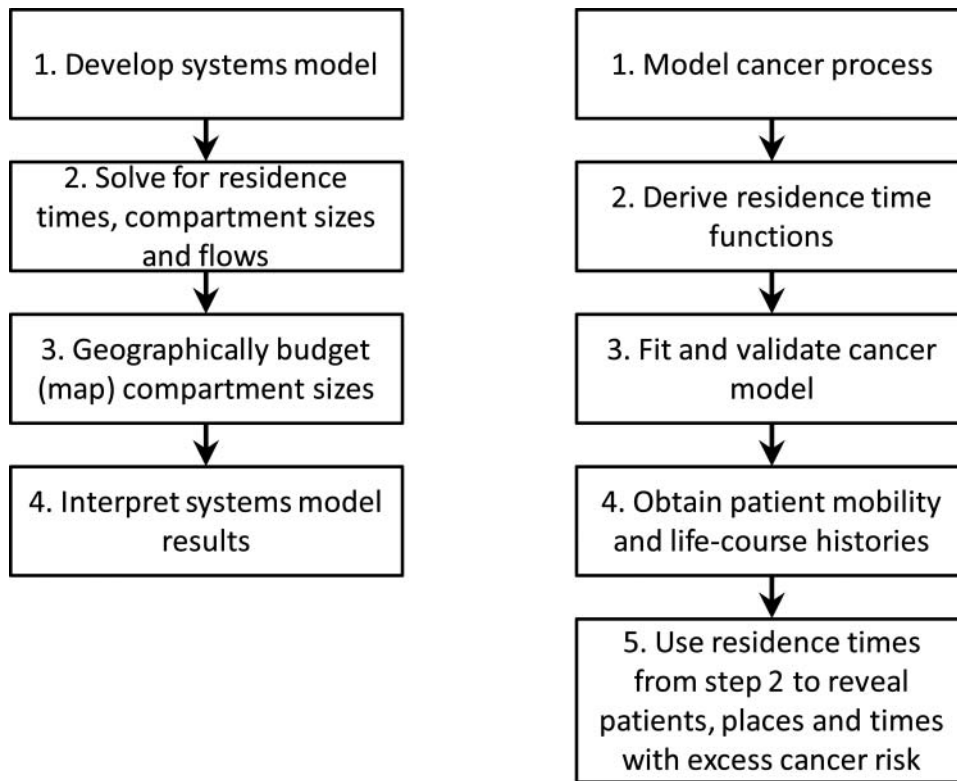 1. Develop systems model
2. Solve for residence
times, compartment sizes
and flows
3. Geographically budget
(map) compartment sizes
4. Interpret systems model
results
1. Model cancer process
2. Derive residence time
functions
3. Fit and validate cancer
model
4. Obtain patient mobility
and life-course histories
5. Use residence times
from step 2 to reveal
patients, places and times
with excess cancer risk